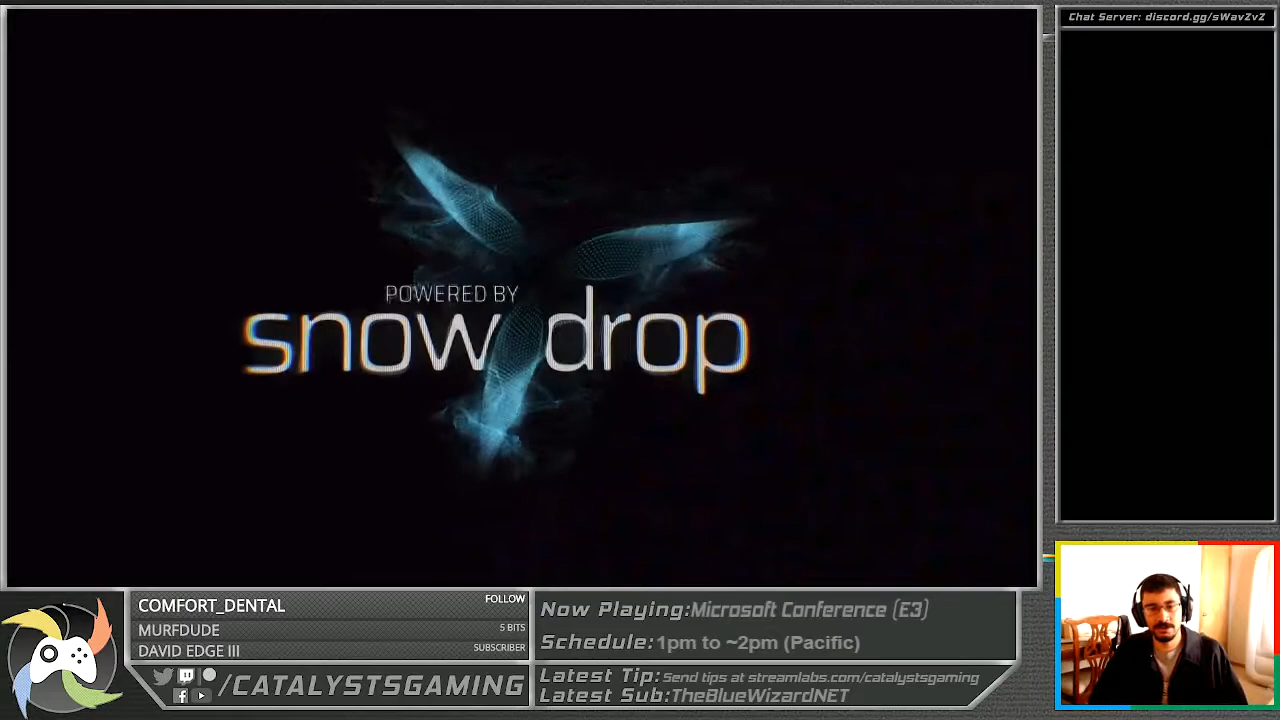 Chat Server: discord.gg/sWavZvZ
POWERED BY
snowdrop
COMFORT_DENTAL
FOLLOW
MURFDUDE
BITS
DAVID EDGE III
SUBSCRIBER
/CATALYSTSGAMING
Now Playing:Microsoft Conference (E3)
Schedule:1pm to ~2pm (Pacific)
Latest Tip:Send tips at streamlabs.com/catalystsgaming
Latest Sub:TheBlueWizardNET